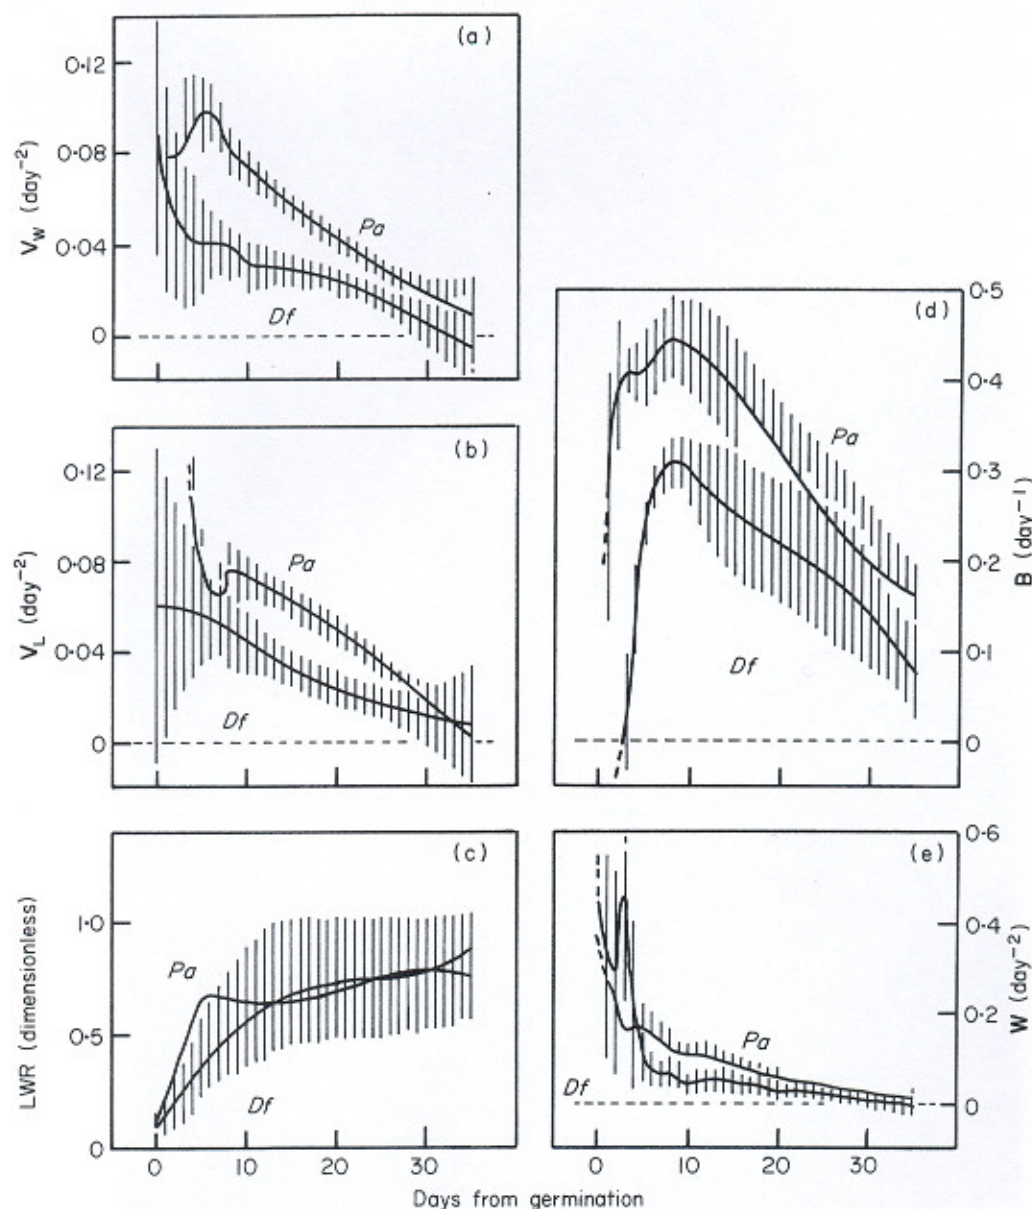 (a)
0·12
0·08
0·04
0
V_W (day⁻²)
Pa
Df
(b)
0·12
0·08
0·04
0
V_L (day⁻²)
Pa
Df
(c)
1·0
0·5
0
LWR (dimensionless)
Pa
Df
0 10 20 30
(d)
0·5
0·4
0·3
0·2
0·1
0
B (day⁻¹)
Pa
Df
(e)
0·6
0·4
0·2
0
W (day⁻²)
Pa
Df
0 10 20 30
Days from germination